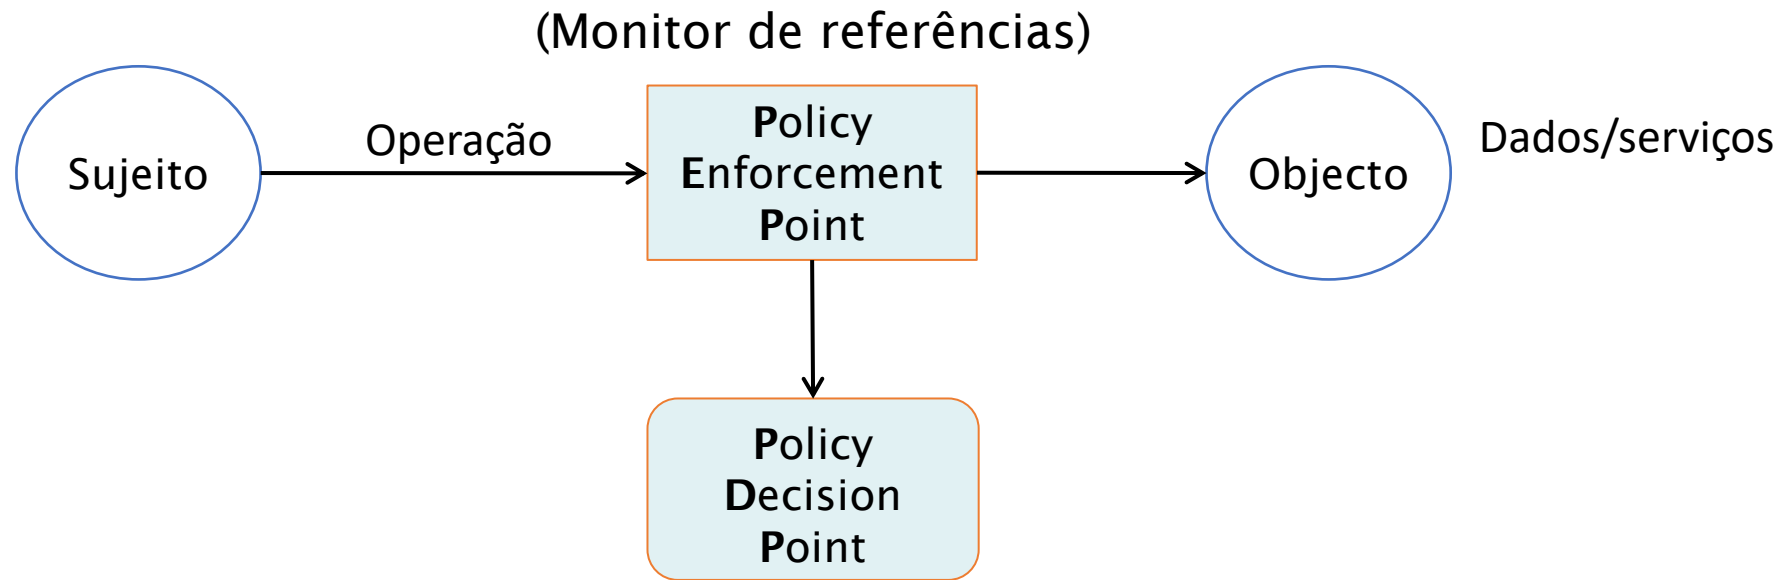 (Monitor de referências)
Sujeito
Operação
Policy
Enforcement
Point
Objecto
Dados/serviços
Policy
Decision
Point